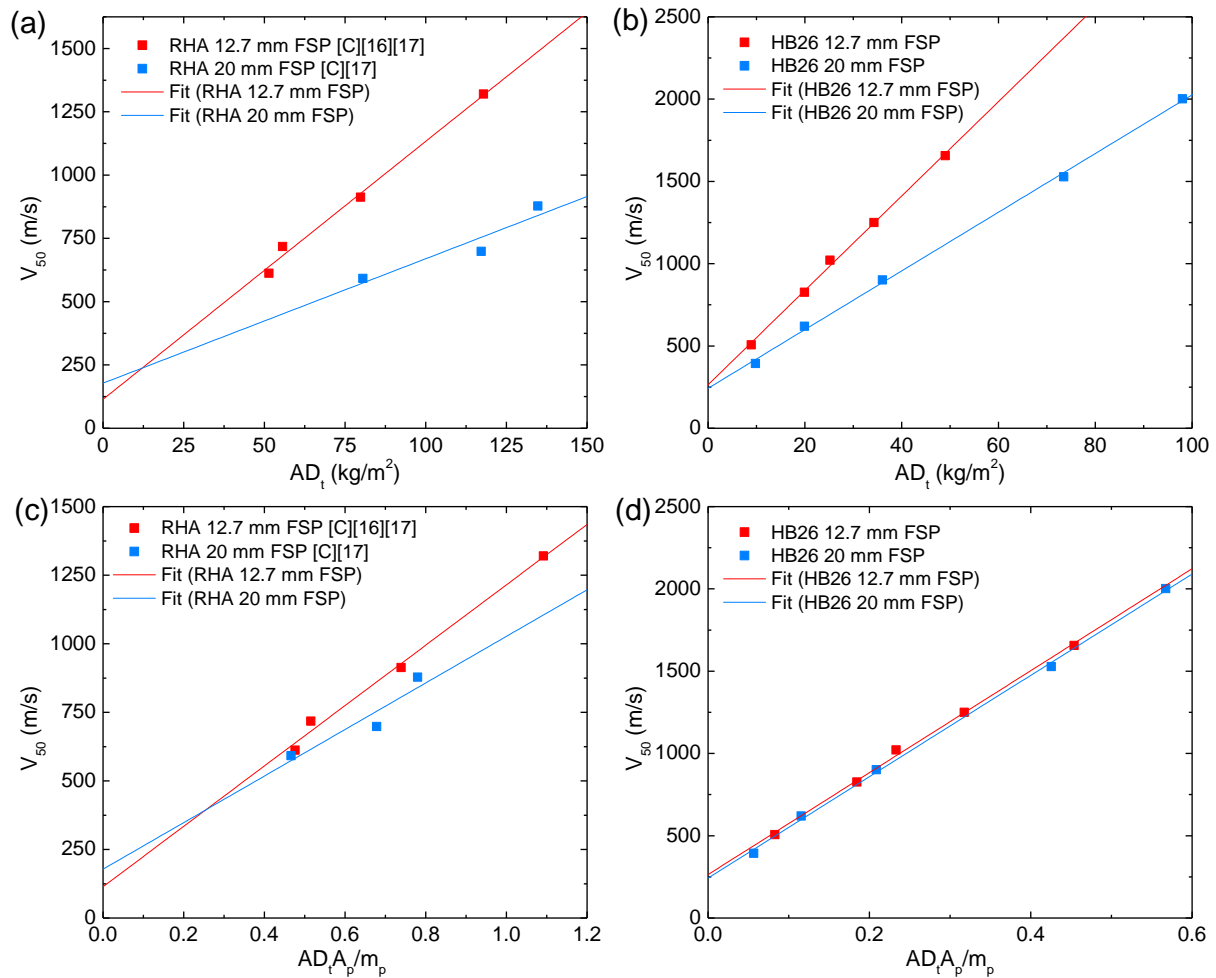 (a)
RHA 12.7 mm FSP [C][16][17]
RHA 20 mm FSP [C][17]
Fit (RHA 12.7 mm FSP)
Fit (RHA 20 mm FSP)
1500
1250
1000
750
500
250
0
V50 (m/s)
0 25 50 75 100 125 150
ADt (kg/m2)
(b)
HB26 12.7 mm FSP
HB26 20 mm FSP
Fit (HB26 12.7 mm FSP)
Fit (HB26 20 mm FSP)
2500
2000
1500
1000
500
0
V50 (m/s)
0 20 40 60 80 100
ADt (kg/m2)
(c)
RHA 12.7 mm FSP [C][16][17]
RHA 20 mm FSP [C][17]
Fit (RHA 12.7 mm FSP)
Fit (RHA 20 mm FSP)
1500
1250
1000
750
500
250
0
V50 (m/s)
0.0 0.2 0.4 0.6 0.8 1.0 1.2
ADtAp/mp
(d)
HB26 12.7 mm FSP
HB26 20 mm FSP
Fit (HB26 12.7 mm FSP)
Fit (HB26 20 mm FSP)
2500
2000
1500
1000
500
0
V50 (m/s)
0.0 0.2 0.4 0.6
ADtAp/mp